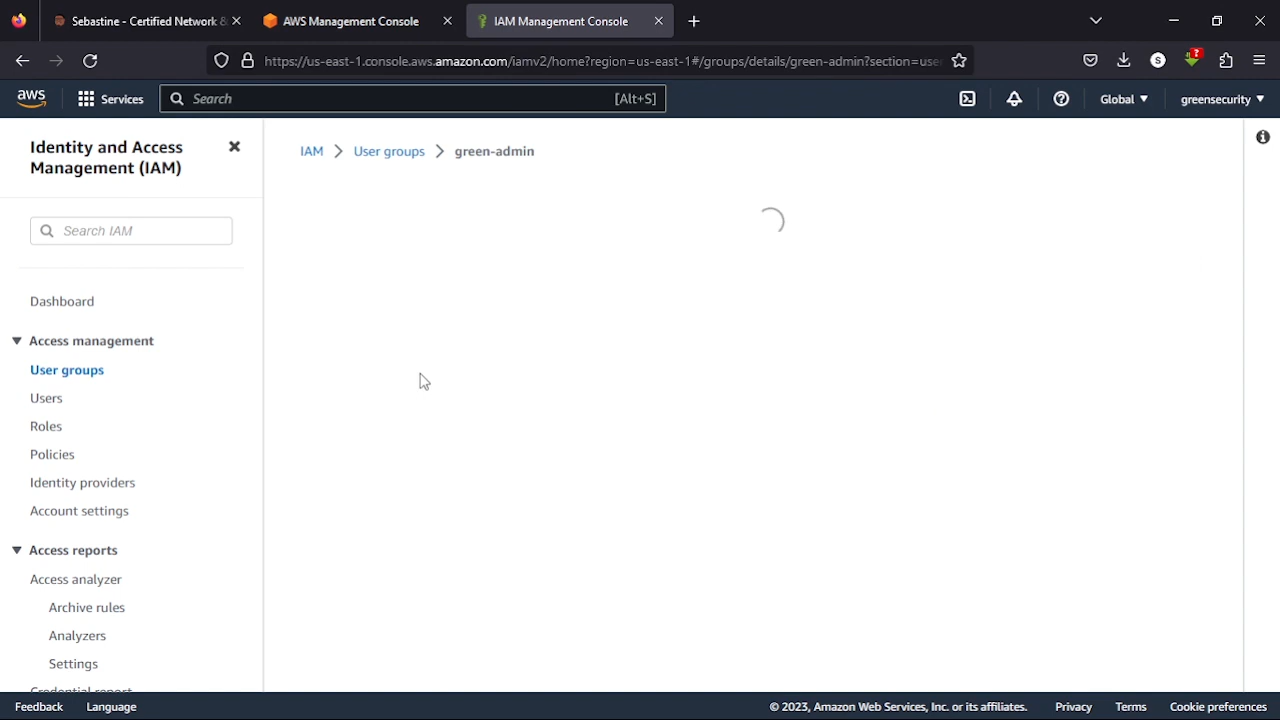 Sebastine - Certified Network &
AWS Management Console
IAM Management Console
https://us-east-1.console.aws.amazon.com/iamv2/home?region=us-east-1#/groups/details/green-admin?section=use
S
?
aws
Services
Search
[Alt+S]
Global
greensecurity
Identity and Access
Management (IAM)
IAM
User groups
green-admin
Search IAM
Dashboard
Access management
User groups
Users
Roles
Policies
Identity providers
Account settings
Access reports
Access analyzer
Archive rules
Analyzers
Settings
Credential report
Feedback
Language
© 2023, Amazon Web Services, Inc. or its affiliates.
Privacy
Terms
Cookie preferences